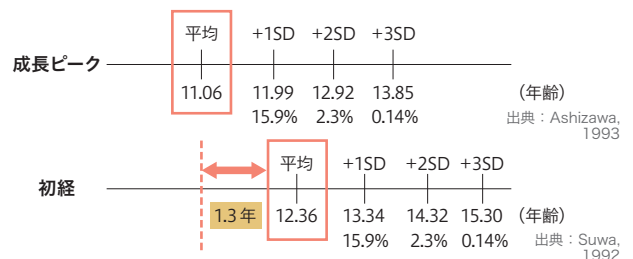 平均 +1SD +2SD +3SD
成長ピーク
11.06 11.99 12.92 13.85 （年齢）
15.9% 2.3% 0.14%
出典：Ashizawa,
1993
平均 +1SD +2SD +3SD
初経
1.3 年 12.36 13.34 14.32 15.30 （年齢）
15.9% 2.3% 0.14%
出典：Suwa,
1992